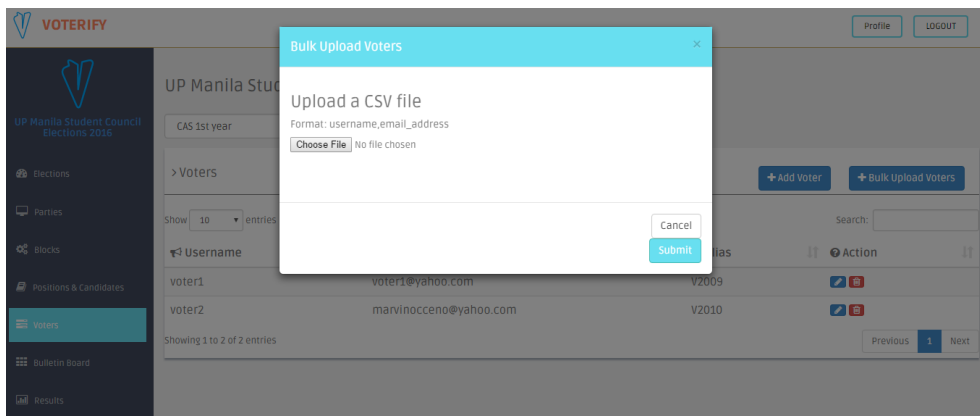 VOTERIFY
Profile
LOGOUT
Bulk Upload Voters
×
UP Manila Student Council
Elections 2016
Elections
Parties
Blocks
Positions & Candidates
Voters
Bulletin Board
Results
UP Manila Stud
CAS 1st year
Upload a CSV file
Format: username,email_address
Choose File No file chosen
Cancel
Submit
>Voters
+Add Voter
+Bulk Upload Voters
Show 10 entries
Search:
Username
lias
Action
voter1 voter1@yahoo.com V2009
voter2 marvinocceno@yahoo.com V2010
Showing 1 to 2 of 2 entries
Previous 1 Next